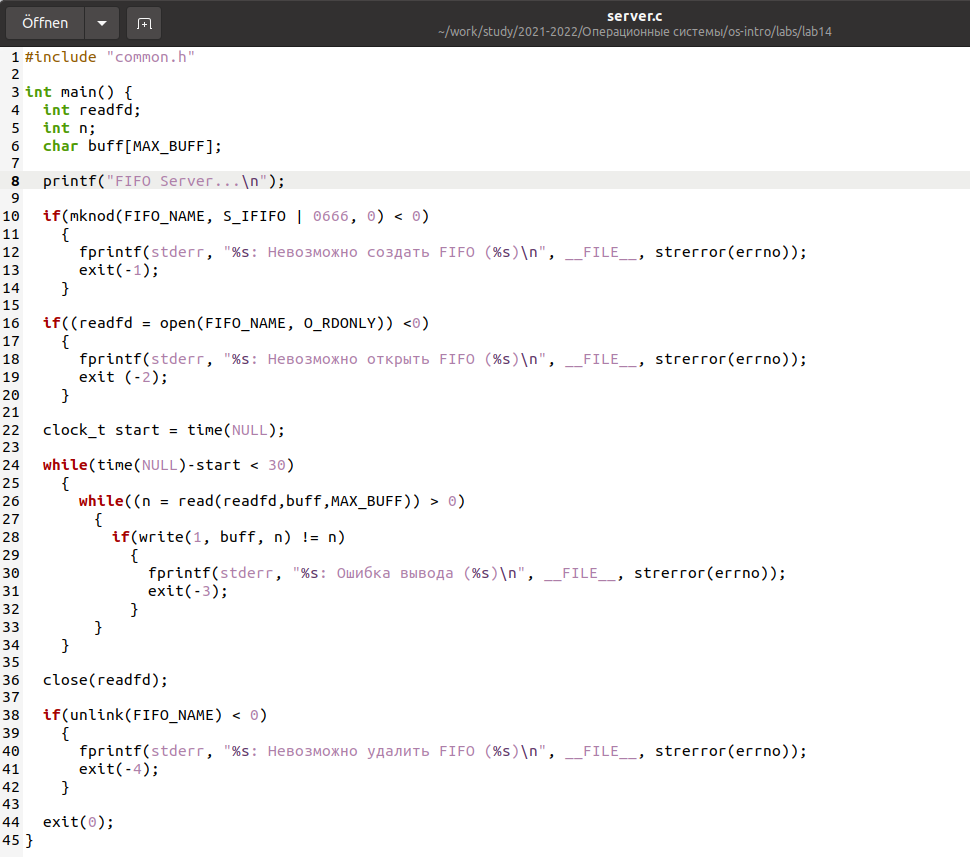 Öffnen
server.c
~/work/study/2021-2022/Операционные системы/os-intro/labs/lab14
1 #include "common.h"
2
3 int main() {
4   int readfd;
5   int n;
6   char buff[MAX_BUFF];
7
8   printf("FIFO Server...\n");
9
10   if(mknod(FIFO_NAME, S_IFIFO | 0666, 0) < 0)
11     {
12       fprintf(stderr, "%s: Невозможно создать FIFO (%s)\n", __FILE__, strerror(errno));
13       exit(-1);
14     }
15
16   if((readfd = open(FIFO_NAME, O_RDONLY)) <0)
17     {
18       fprintf(stderr, "%s: Невозможно открыть FIFO (%s)\n", __FILE__, strerror(errno));
19       exit (-2);
20     }
21
22   clock_t start = time(NULL);
23
24   while(time(NULL)-start < 30)
25     {
26       while((n = read(readfd,buff,MAX_BUFF)) > 0)
27         {
28           if(write(1, buff, n) != n)
29             {
30               fprintf(stderr, "%s: Ошибка вывода (%s)\n", __FILE__, strerror(errno));
31               exit(-3);
32             }
33         }
34     }
35
36   close(readfd);
37
38   if(unlink(FIFO_NAME) < 0)
39     {
40       fprintf(stderr, "%s: Невозможно удалить FIFO (%s)\n", __FILE__, strerror(errno));
41       exit(-4);
42     }
43
44   exit(0);
45 }